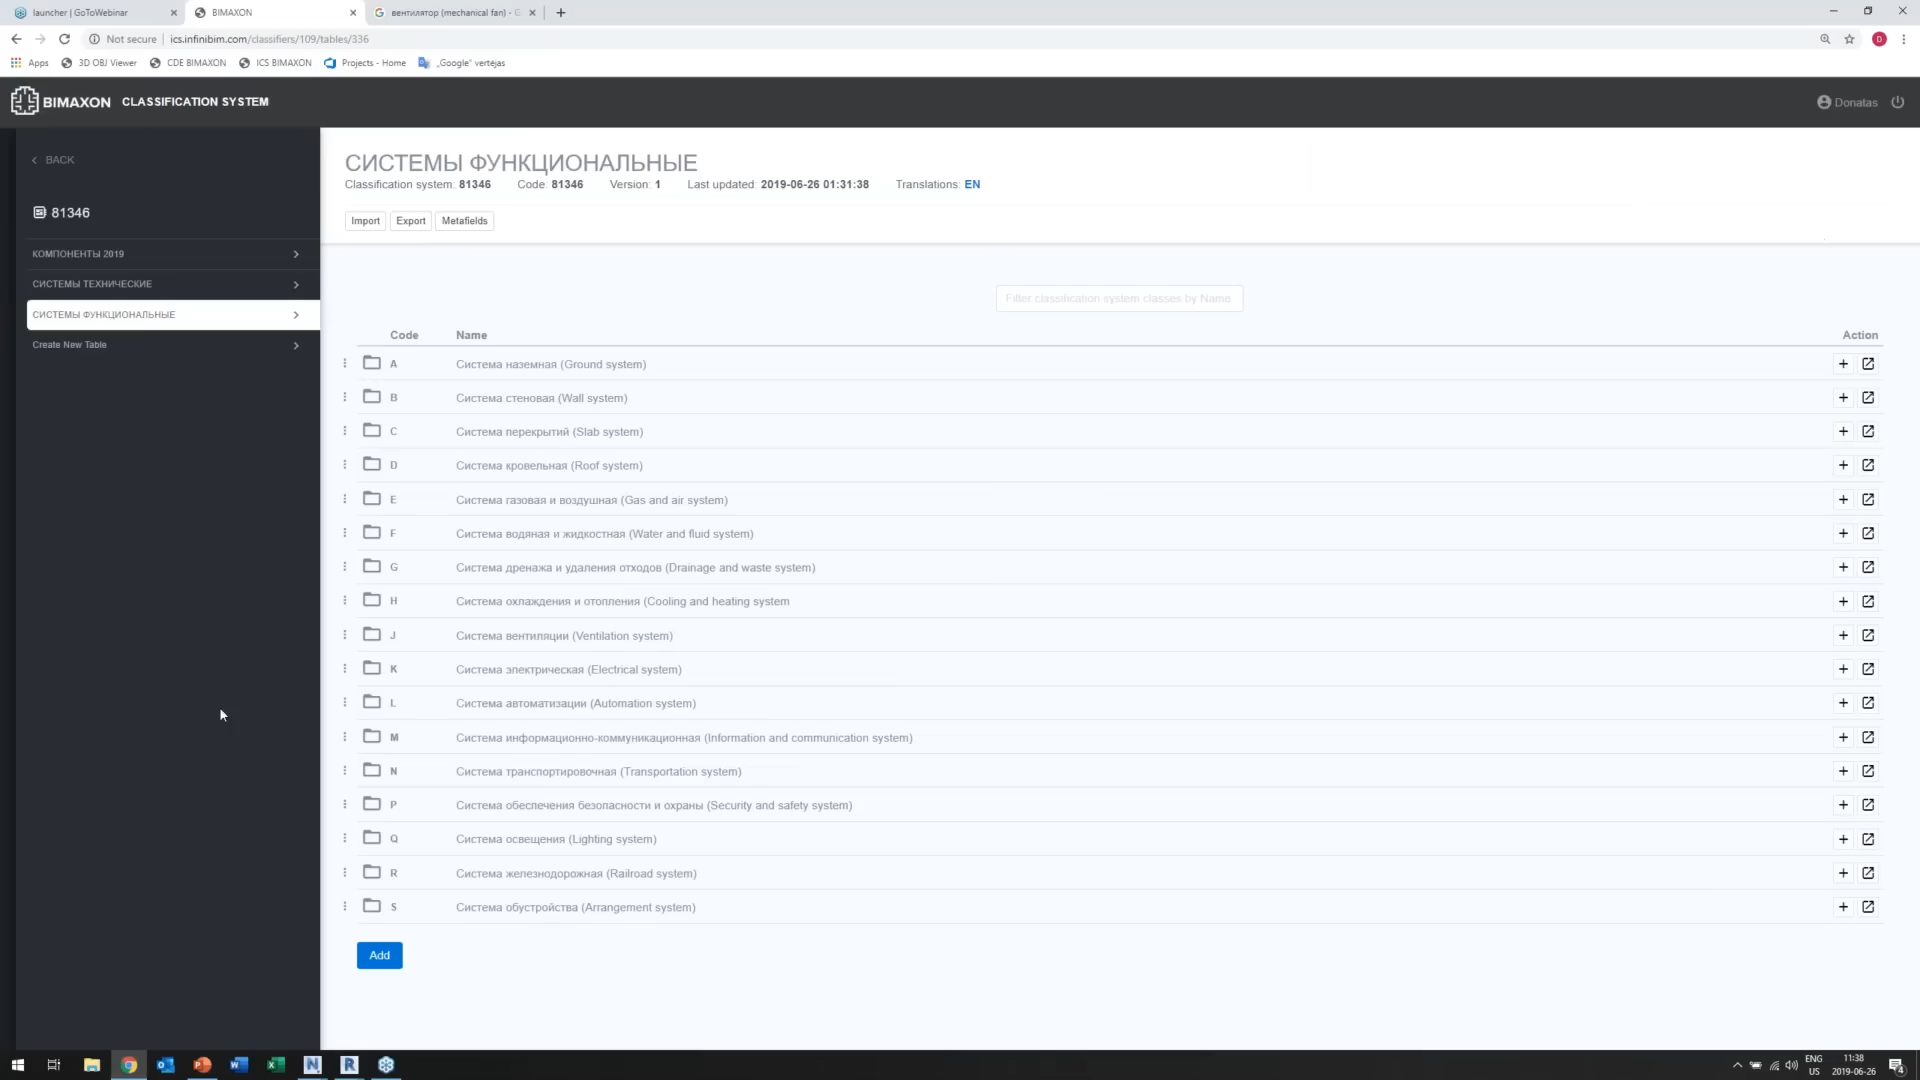 launcher | GoToWebinar
BIMAXON
вентилятор (mechanical fan) - G
Not secure
ics.infinibim.com/classifiers/109/tables/336
D
Apps
3D OBJ Viewer
CDE BIMAXON
ICS BIMAXON
Projects - Home
„Google“ vertėjas
BIMAXON
CLASSIFICATION SYSTEM
Donatas
BACK
81346
КОМПОНЕНТЫ 2019
СИСТЕМЫ ТЕХНИЧЕСКИЕ
СИСТЕМЫ ФУНКЦИОНАЛЬНЫЕ
Create New Table
СИСТЕМЫ ФУНКЦИОНАЛЬНЫЕ
Classification system: 81346 Code: 81346 Version: 1 Last updated: 2019-06-26 01:31:38 Translations: EN
Import Export Metafields
Filter classification system classes by Name
Code Name Action
A Система наземная (Ground system)
B Система стеновая (Wall system)
C Система перекрытий (Slab system)
D Система кровельная (Roof system)
E Система газовая и воздушная (Gas and air system)
F Система водяная и жидкостная (Water and fluid system)
G Система дренажа и удаления отходов (Drainage and waste system)
H Система охлаждения и отопления (Cooling and heating system
J Система вентиляции (Ventilation system)
K Система электрическая (Electrical system)
L Система автоматизации (Automation system)
M Система информационно-коммуникационная (Information and communication system)
N Система транспортировочная (Transportation system)
P Система обеспечения безопасности и охраны (Security and safety system)
Q Система освещения (Lighting system)
R Система железнодорожная (Railroad system)
S Система обустройства (Arrangement system)
Add
ENG
US
11:38
2019-06-26
4